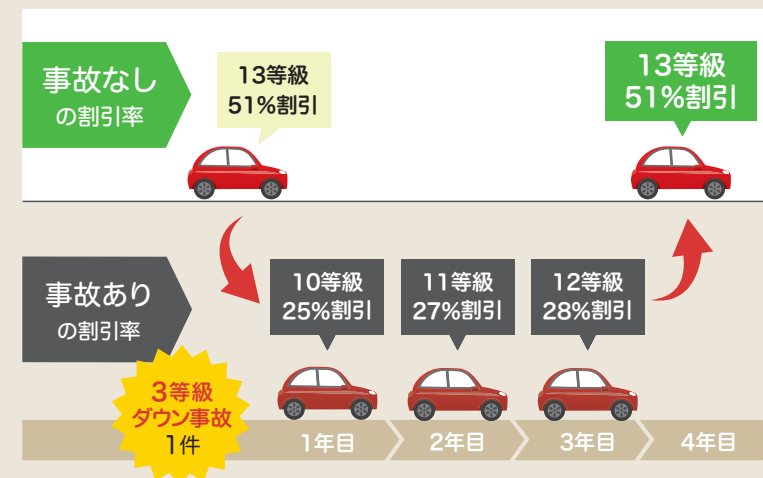 事故なし
の割引率
13等級
51%割引
13等級
51%割引
事故あり
の割引率
10等級
25%割引
11等級
27%割引
12等級
28%割引
3等級
ダウン事故
1件
1年目
2年目
3年目
4年目